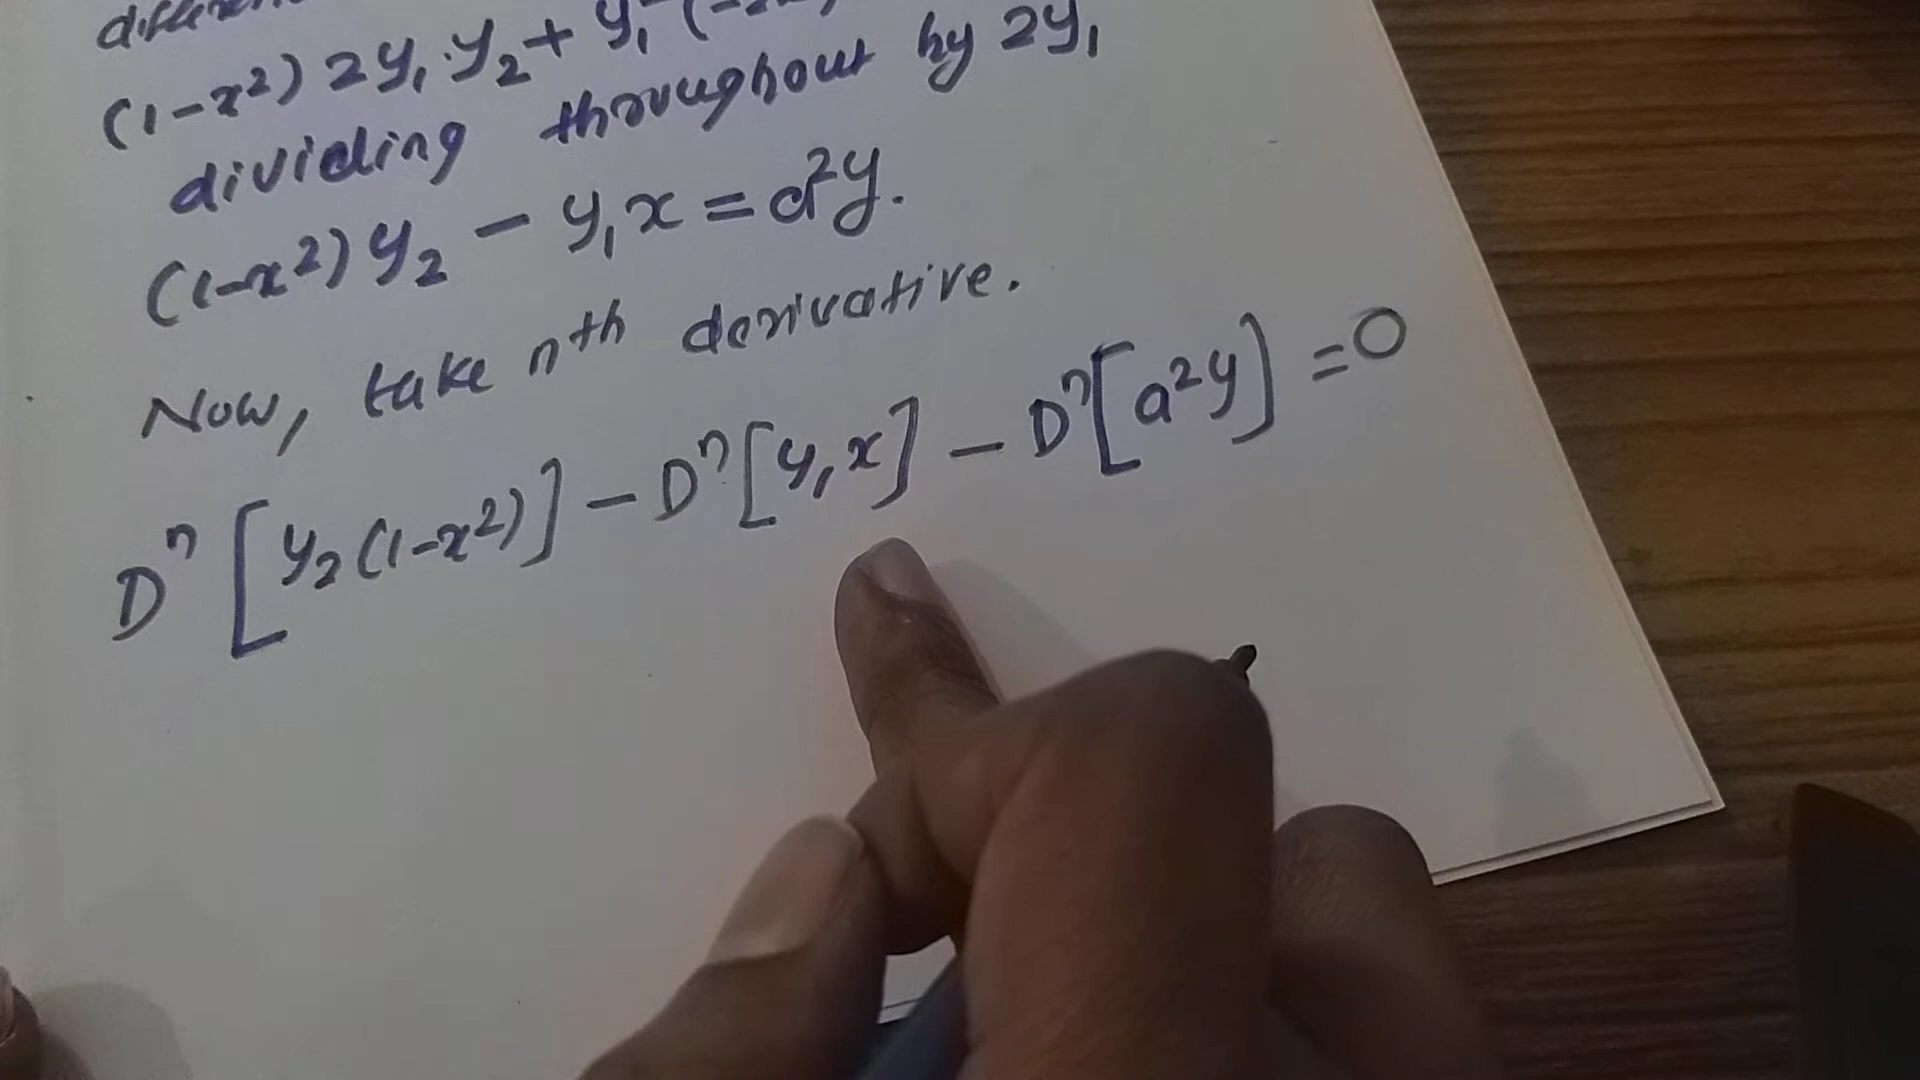 (1-x²) 2y₁.y₂ + y₁
dividing throughout by 2y₁
(1-x²) y₂ - y₁x = a²y.
Now, take nth derivative.
Dⁿ [y₂(1-x²)] - Dⁿ[y₁x] - Dⁿ[a²y] = 0